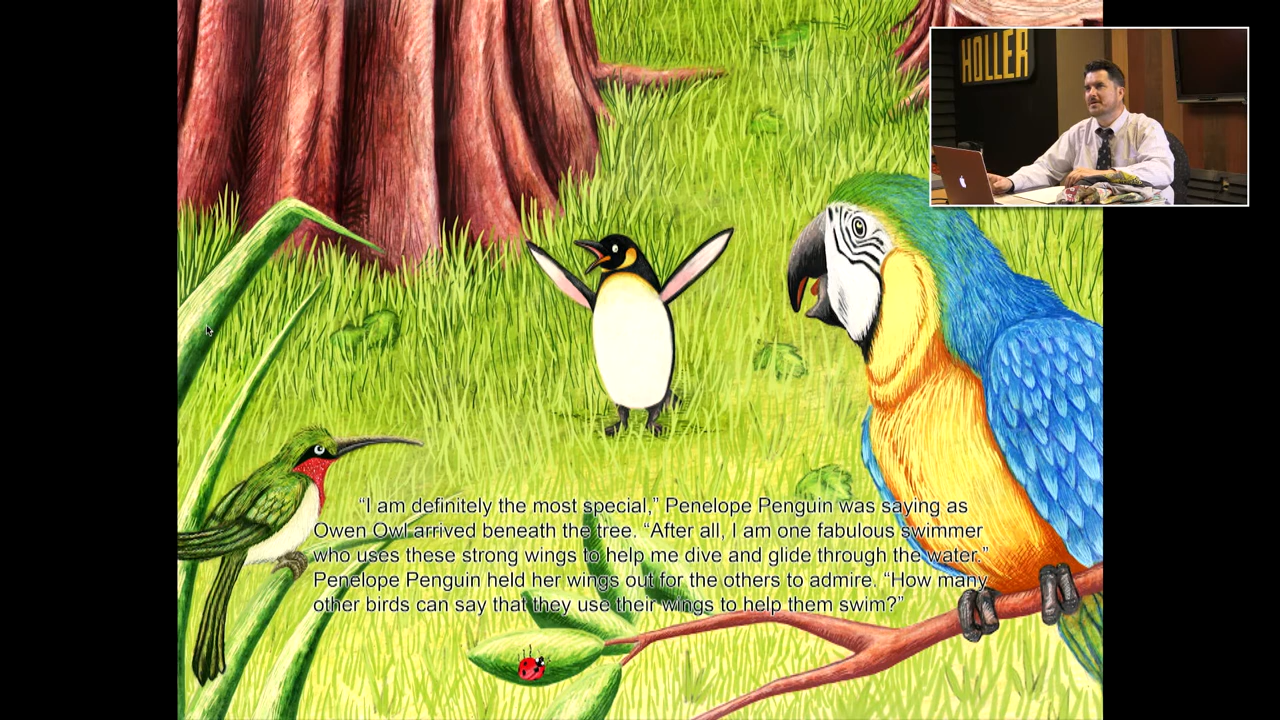 HOLLER
“I am definitely the most special,” Penelope Penguin was saying as
Owen Owl arrived beneath the tree. “After all, I am one fabulous swimmer
who uses these strong wings to help me dive and glide through the water.”
Penelope Penguin held her wings out for the others to admire. “How many
other birds can say that they use their wings to help them swim?”